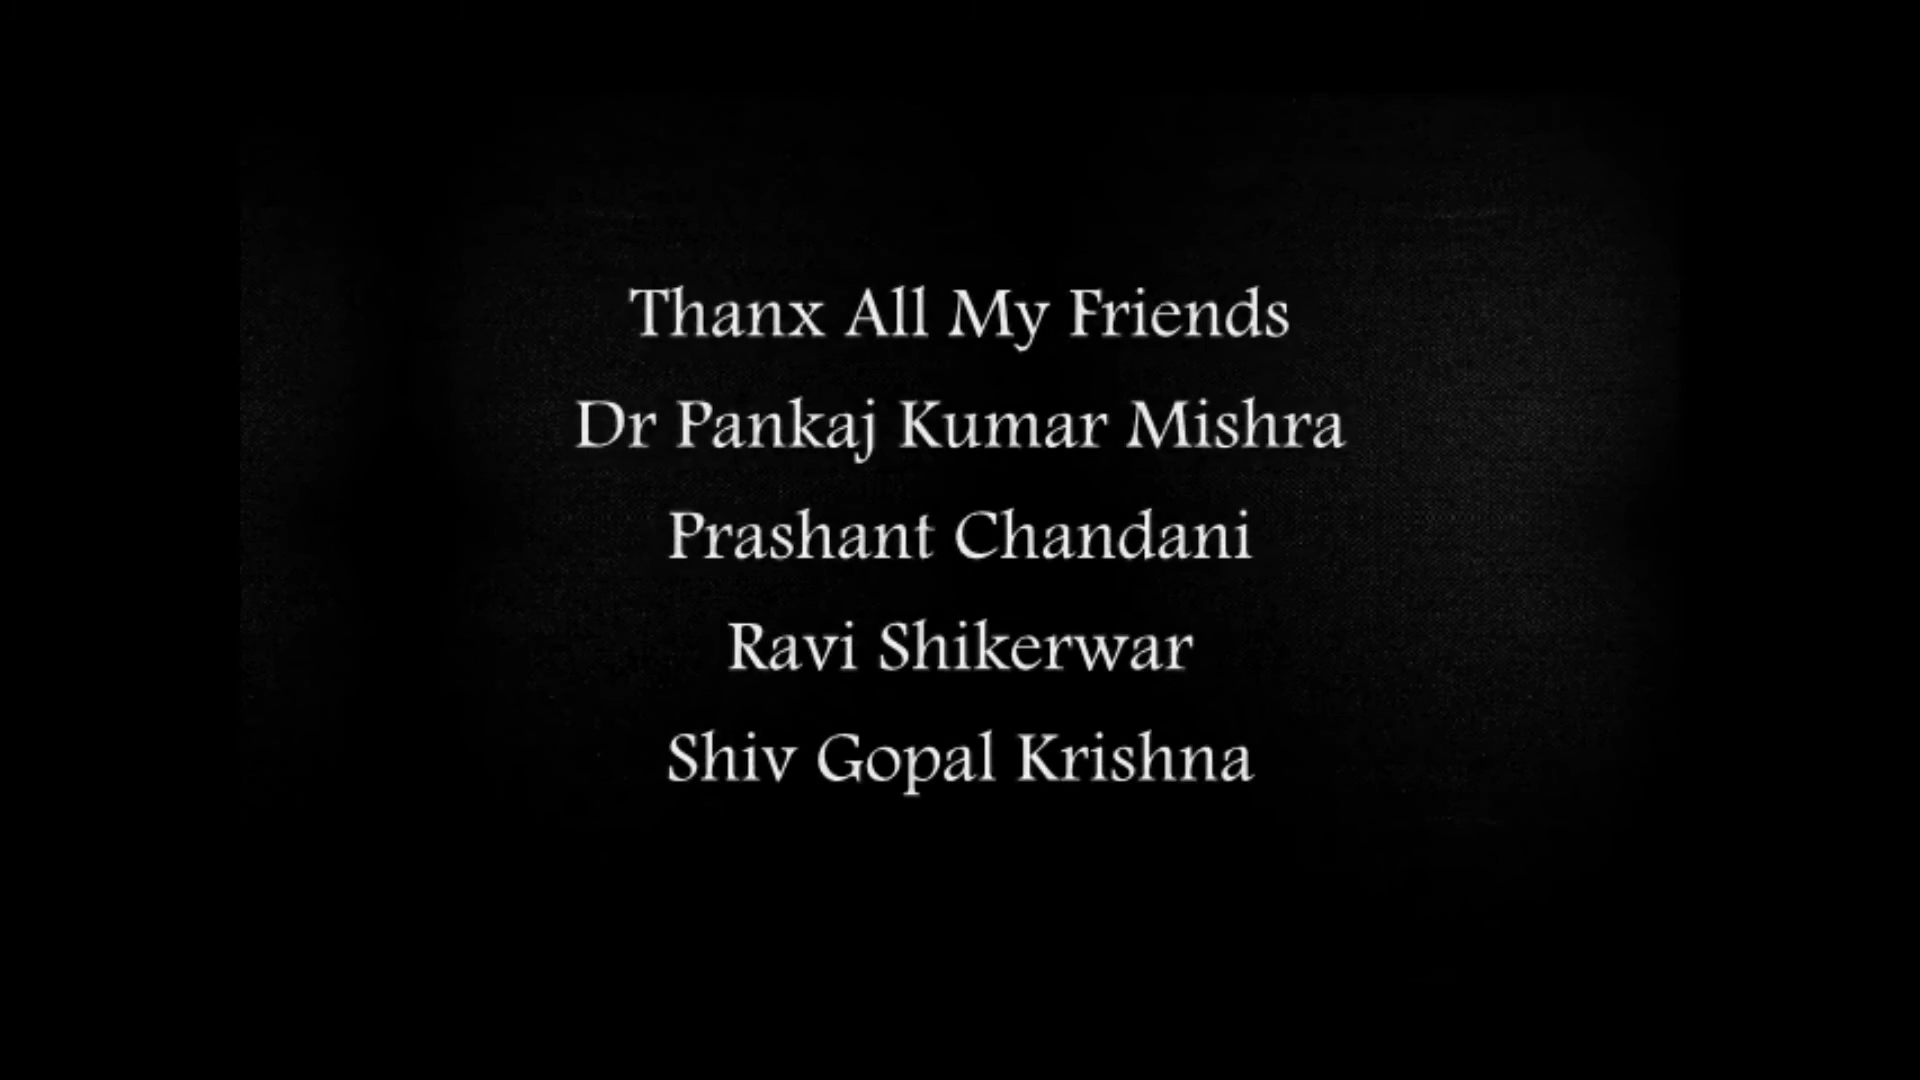 Thanx All My Friends
Dr Pankaj Kumar Mishra
Prashant Chandani
Ravi Shikerwar
Shiv Gopal Krishna